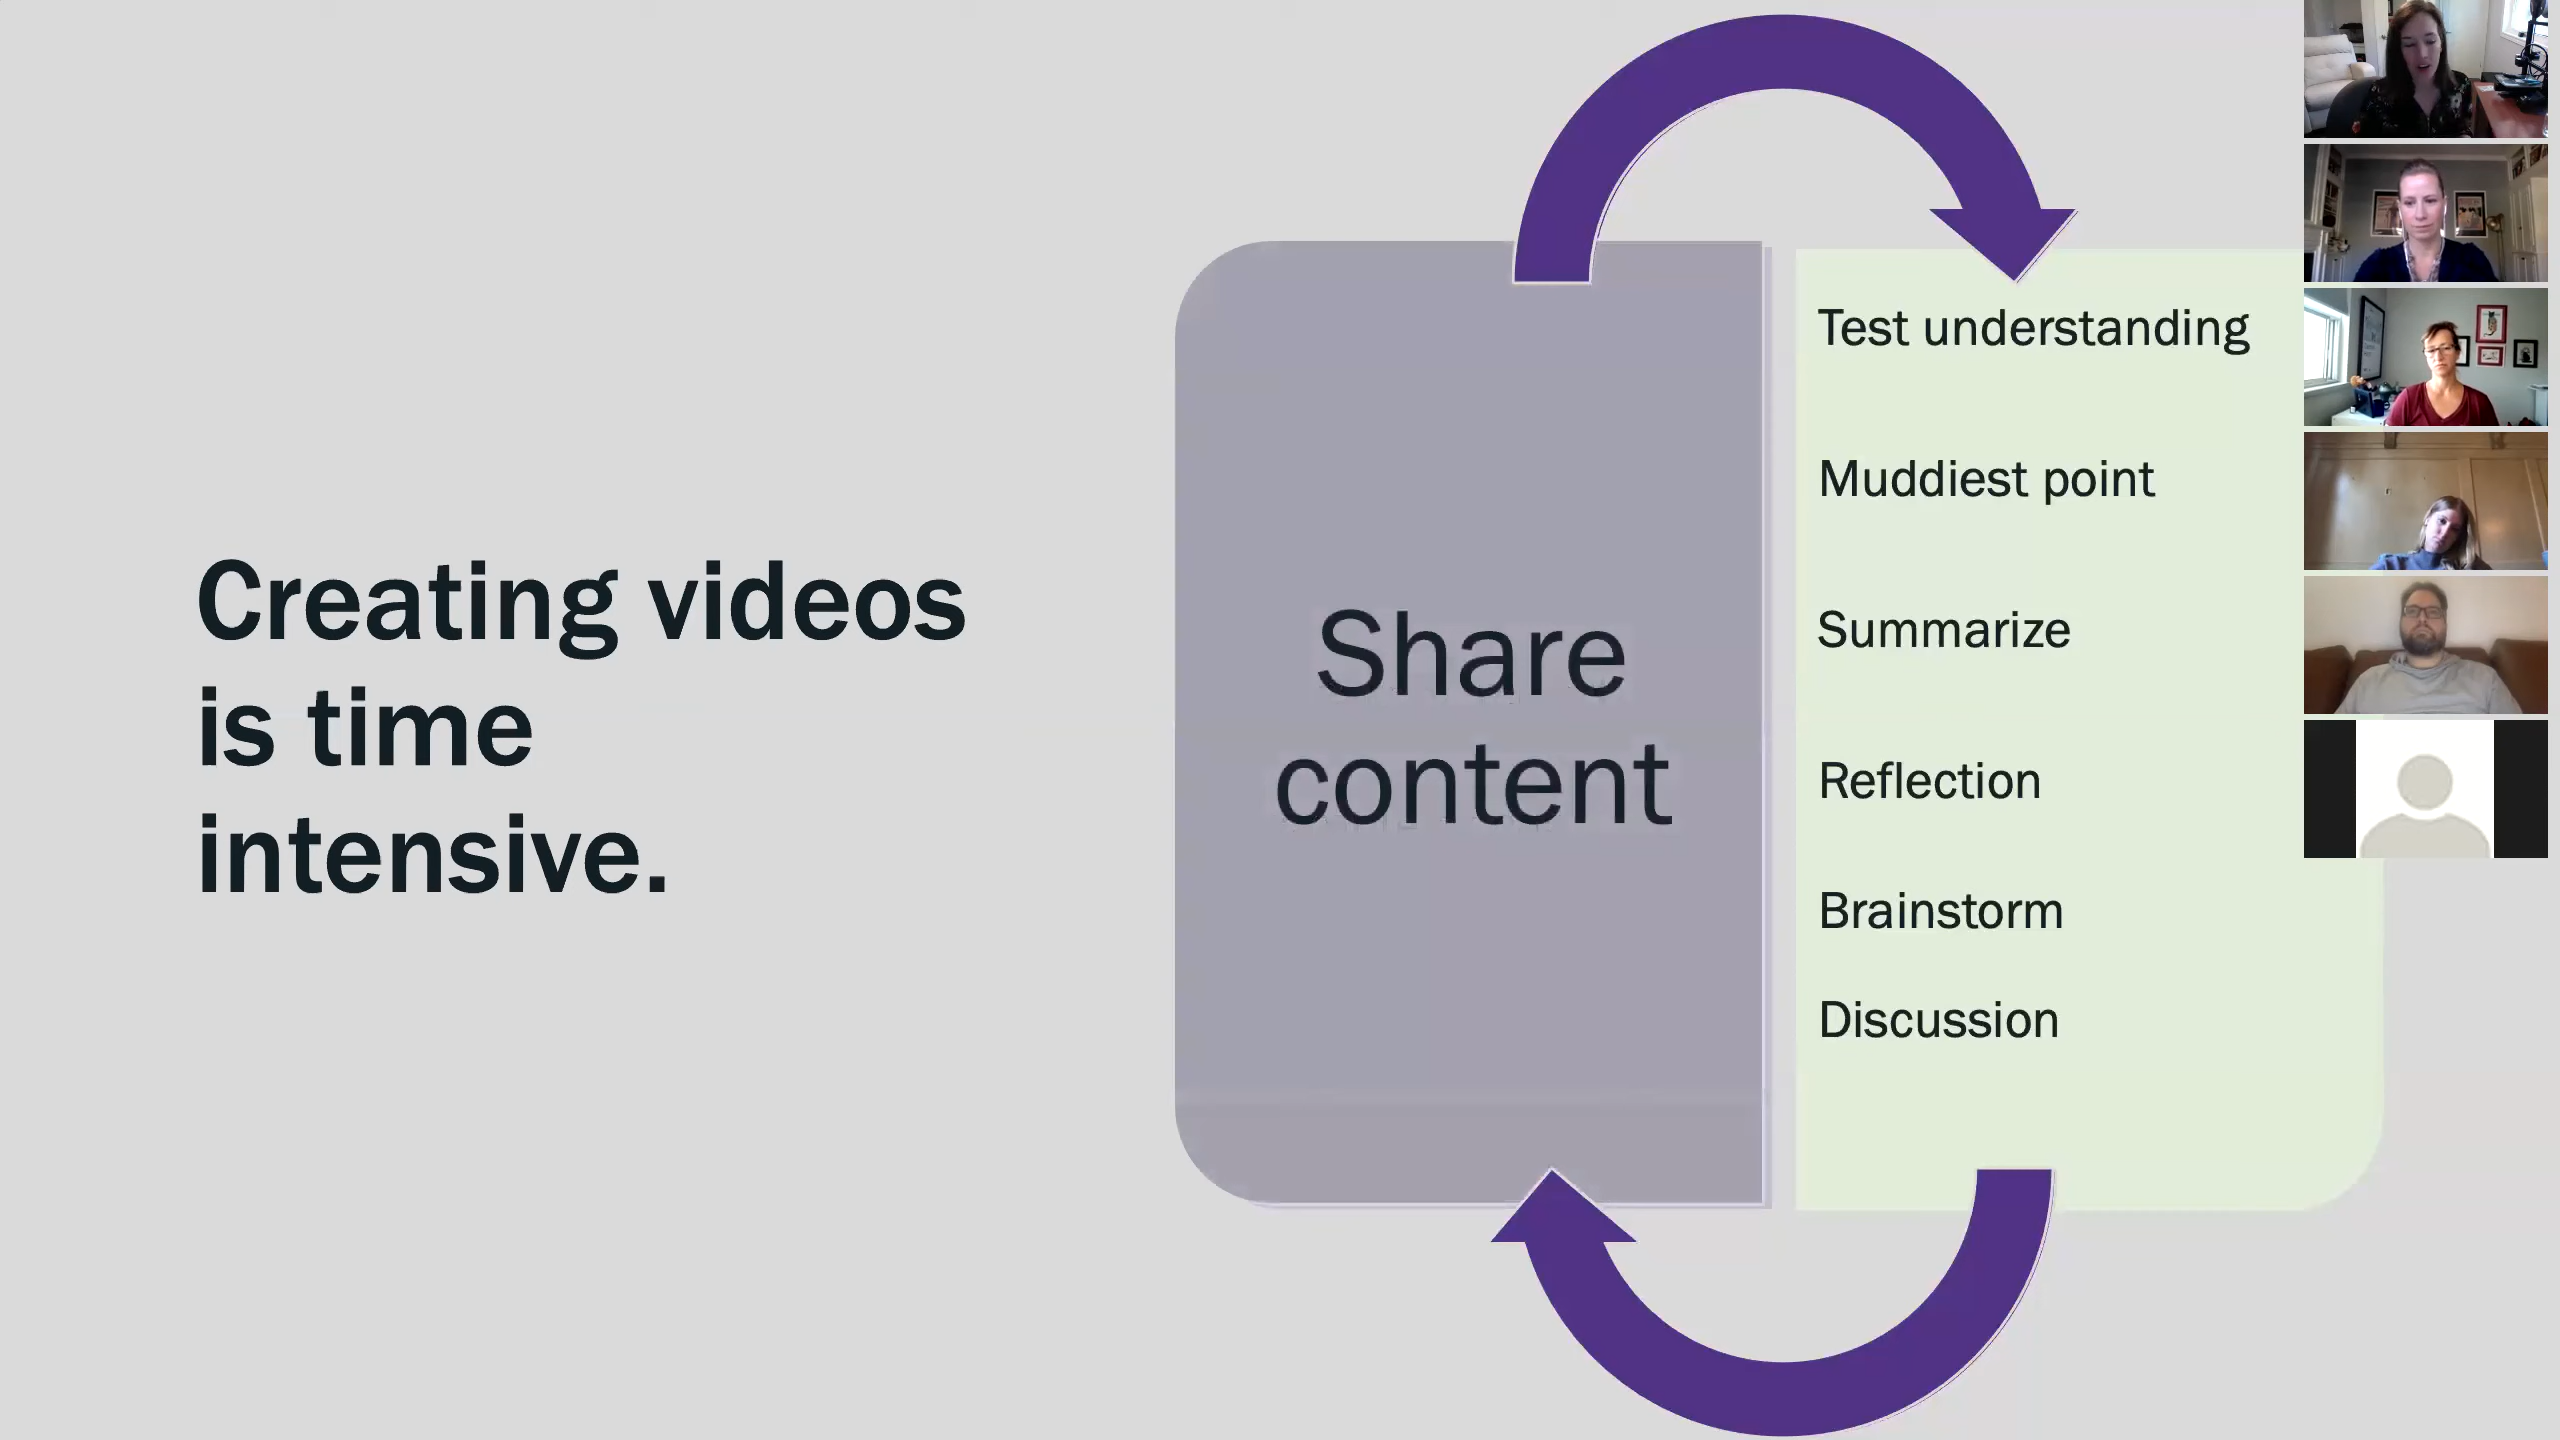 Creating videos
is time
intensive.
Share
content
Test understanding
Muddiest point
Summarize
Reflection
Brainstorm
Discussion